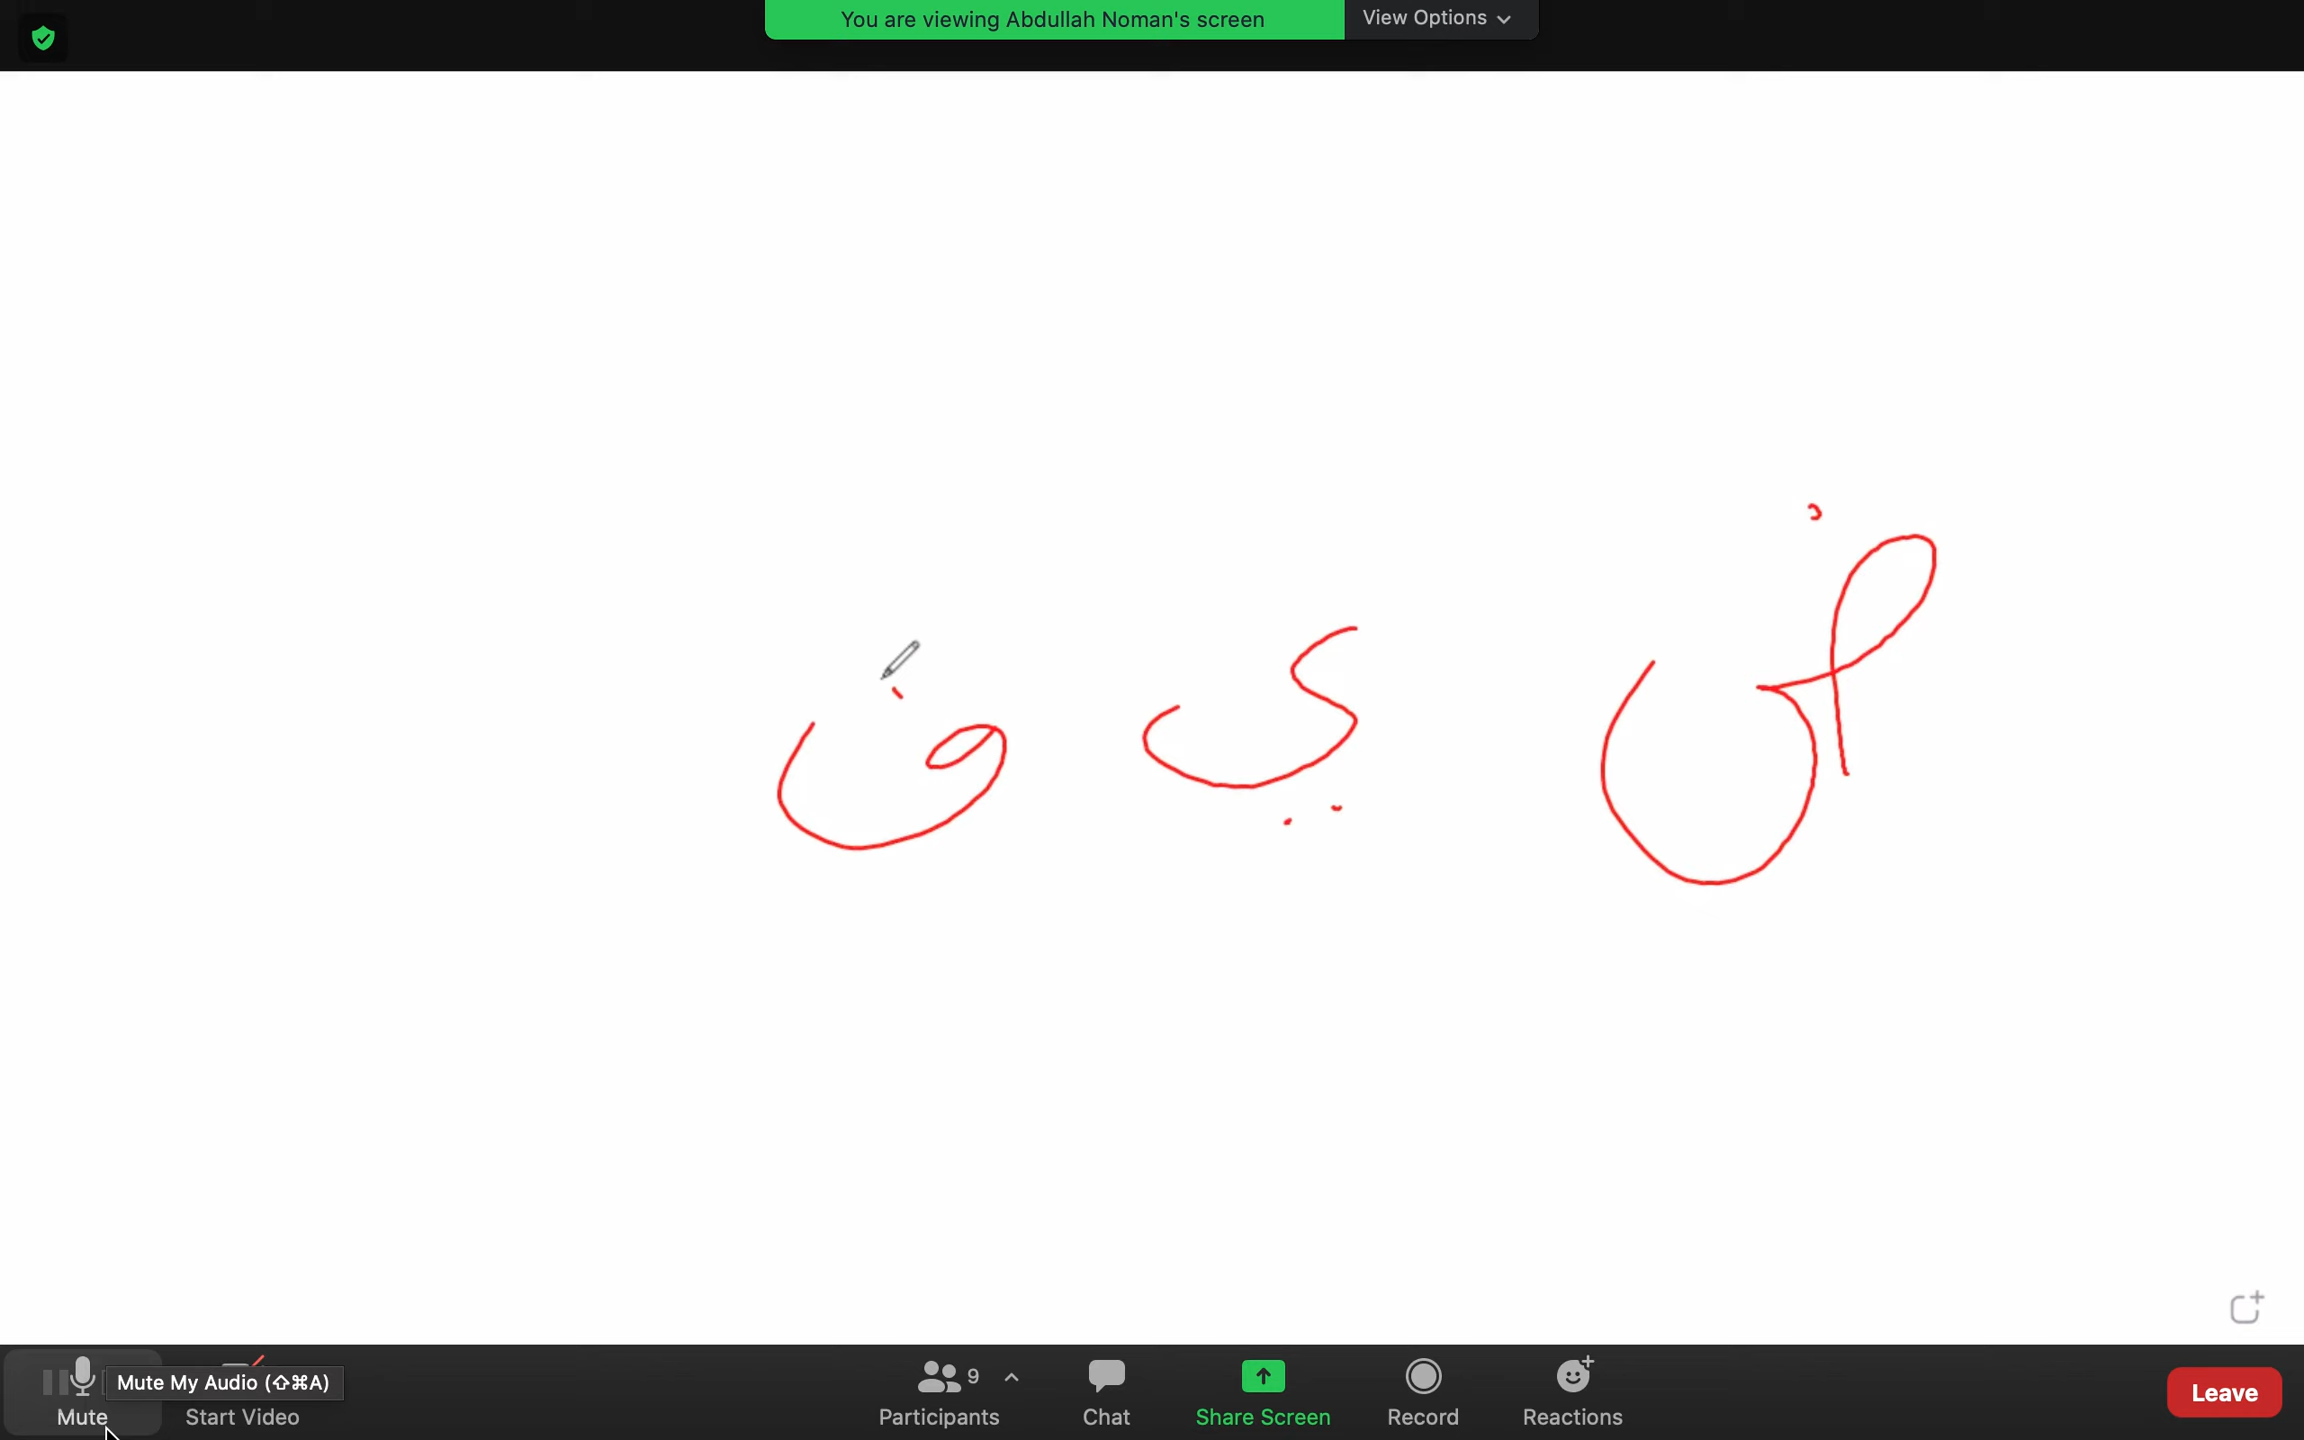 You are viewing Abdullah Noman's screen View Options
ض ي ق
Mute My Audio (⇧⌘A)
Mute Start Video 9 Participants Chat Share Screen Record Reactions Leave